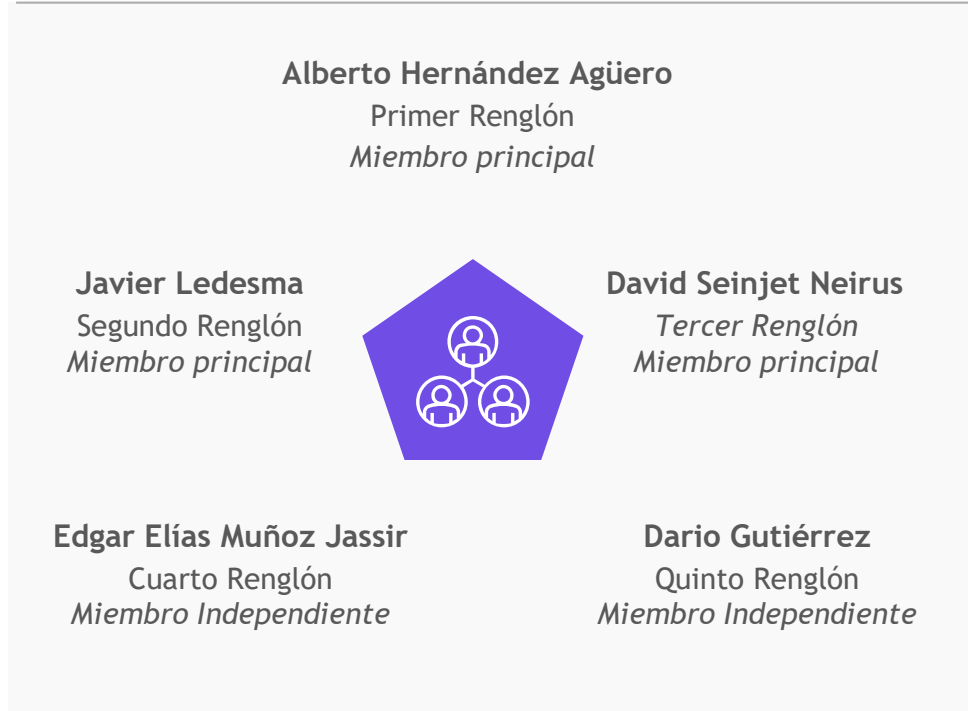 Alberto Hernández Agüero
Primer Renglón
Miembro principal
Javier Ledesma
Segundo Renglón
Miembro principal
David Seinjet Neirus
Tercer Renglón
Miembro principal
Edgar Elías Muñoz Jassir
Cuarto Renglón
Miembro Independiente
Dario Gutiérrez
Quinto Renglón
Miembro Independiente